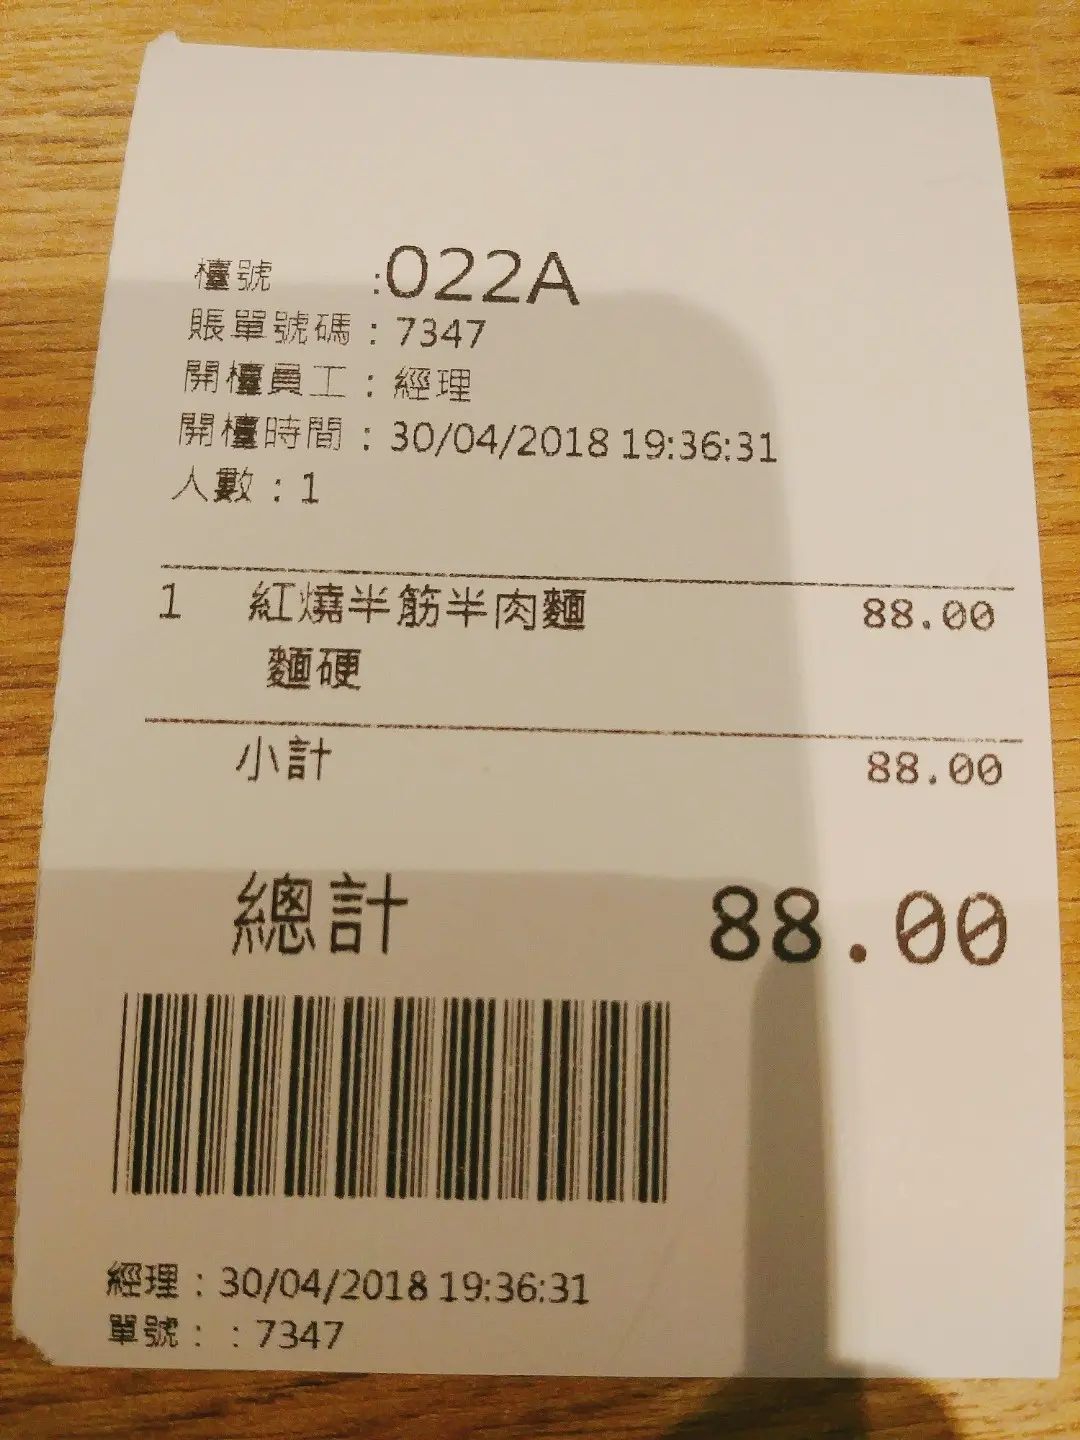 檯號 :022A
賬單號碼 : 7347
開檯員工 : 經理
開檯時間 : 30/04/2018 19:36:31
人數 : 1
1 紅燒半筋半肉麵 88.00
麵硬
小計 88.00
總計 88.00
經理 : 30/04/2018 19:36:31
單號 : : 7347